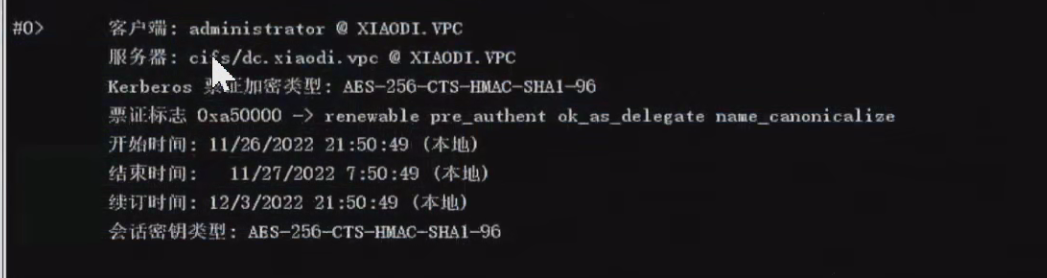 #0> 客户端: administrator @ XIAODI.VPC
服务器: cifs/dc.xiaodi.vpc @ XIAODI.VPC
Kerberos 票证加密类型: AES-256-CTS-HMAC-SHA1-96
票证标志 0xa50000 -> renewable pre_authent ok_as_delegate name_canonicalize
开始时间: 11/26/2022 21:50:49 (本地)
结束时间: 11/27/2022 7:50:49 (本地)
续订时间: 12/3/2022 21:50:49 (本地)
会话密钥类型: AES-256-CTS-HMAC-SHA1-96